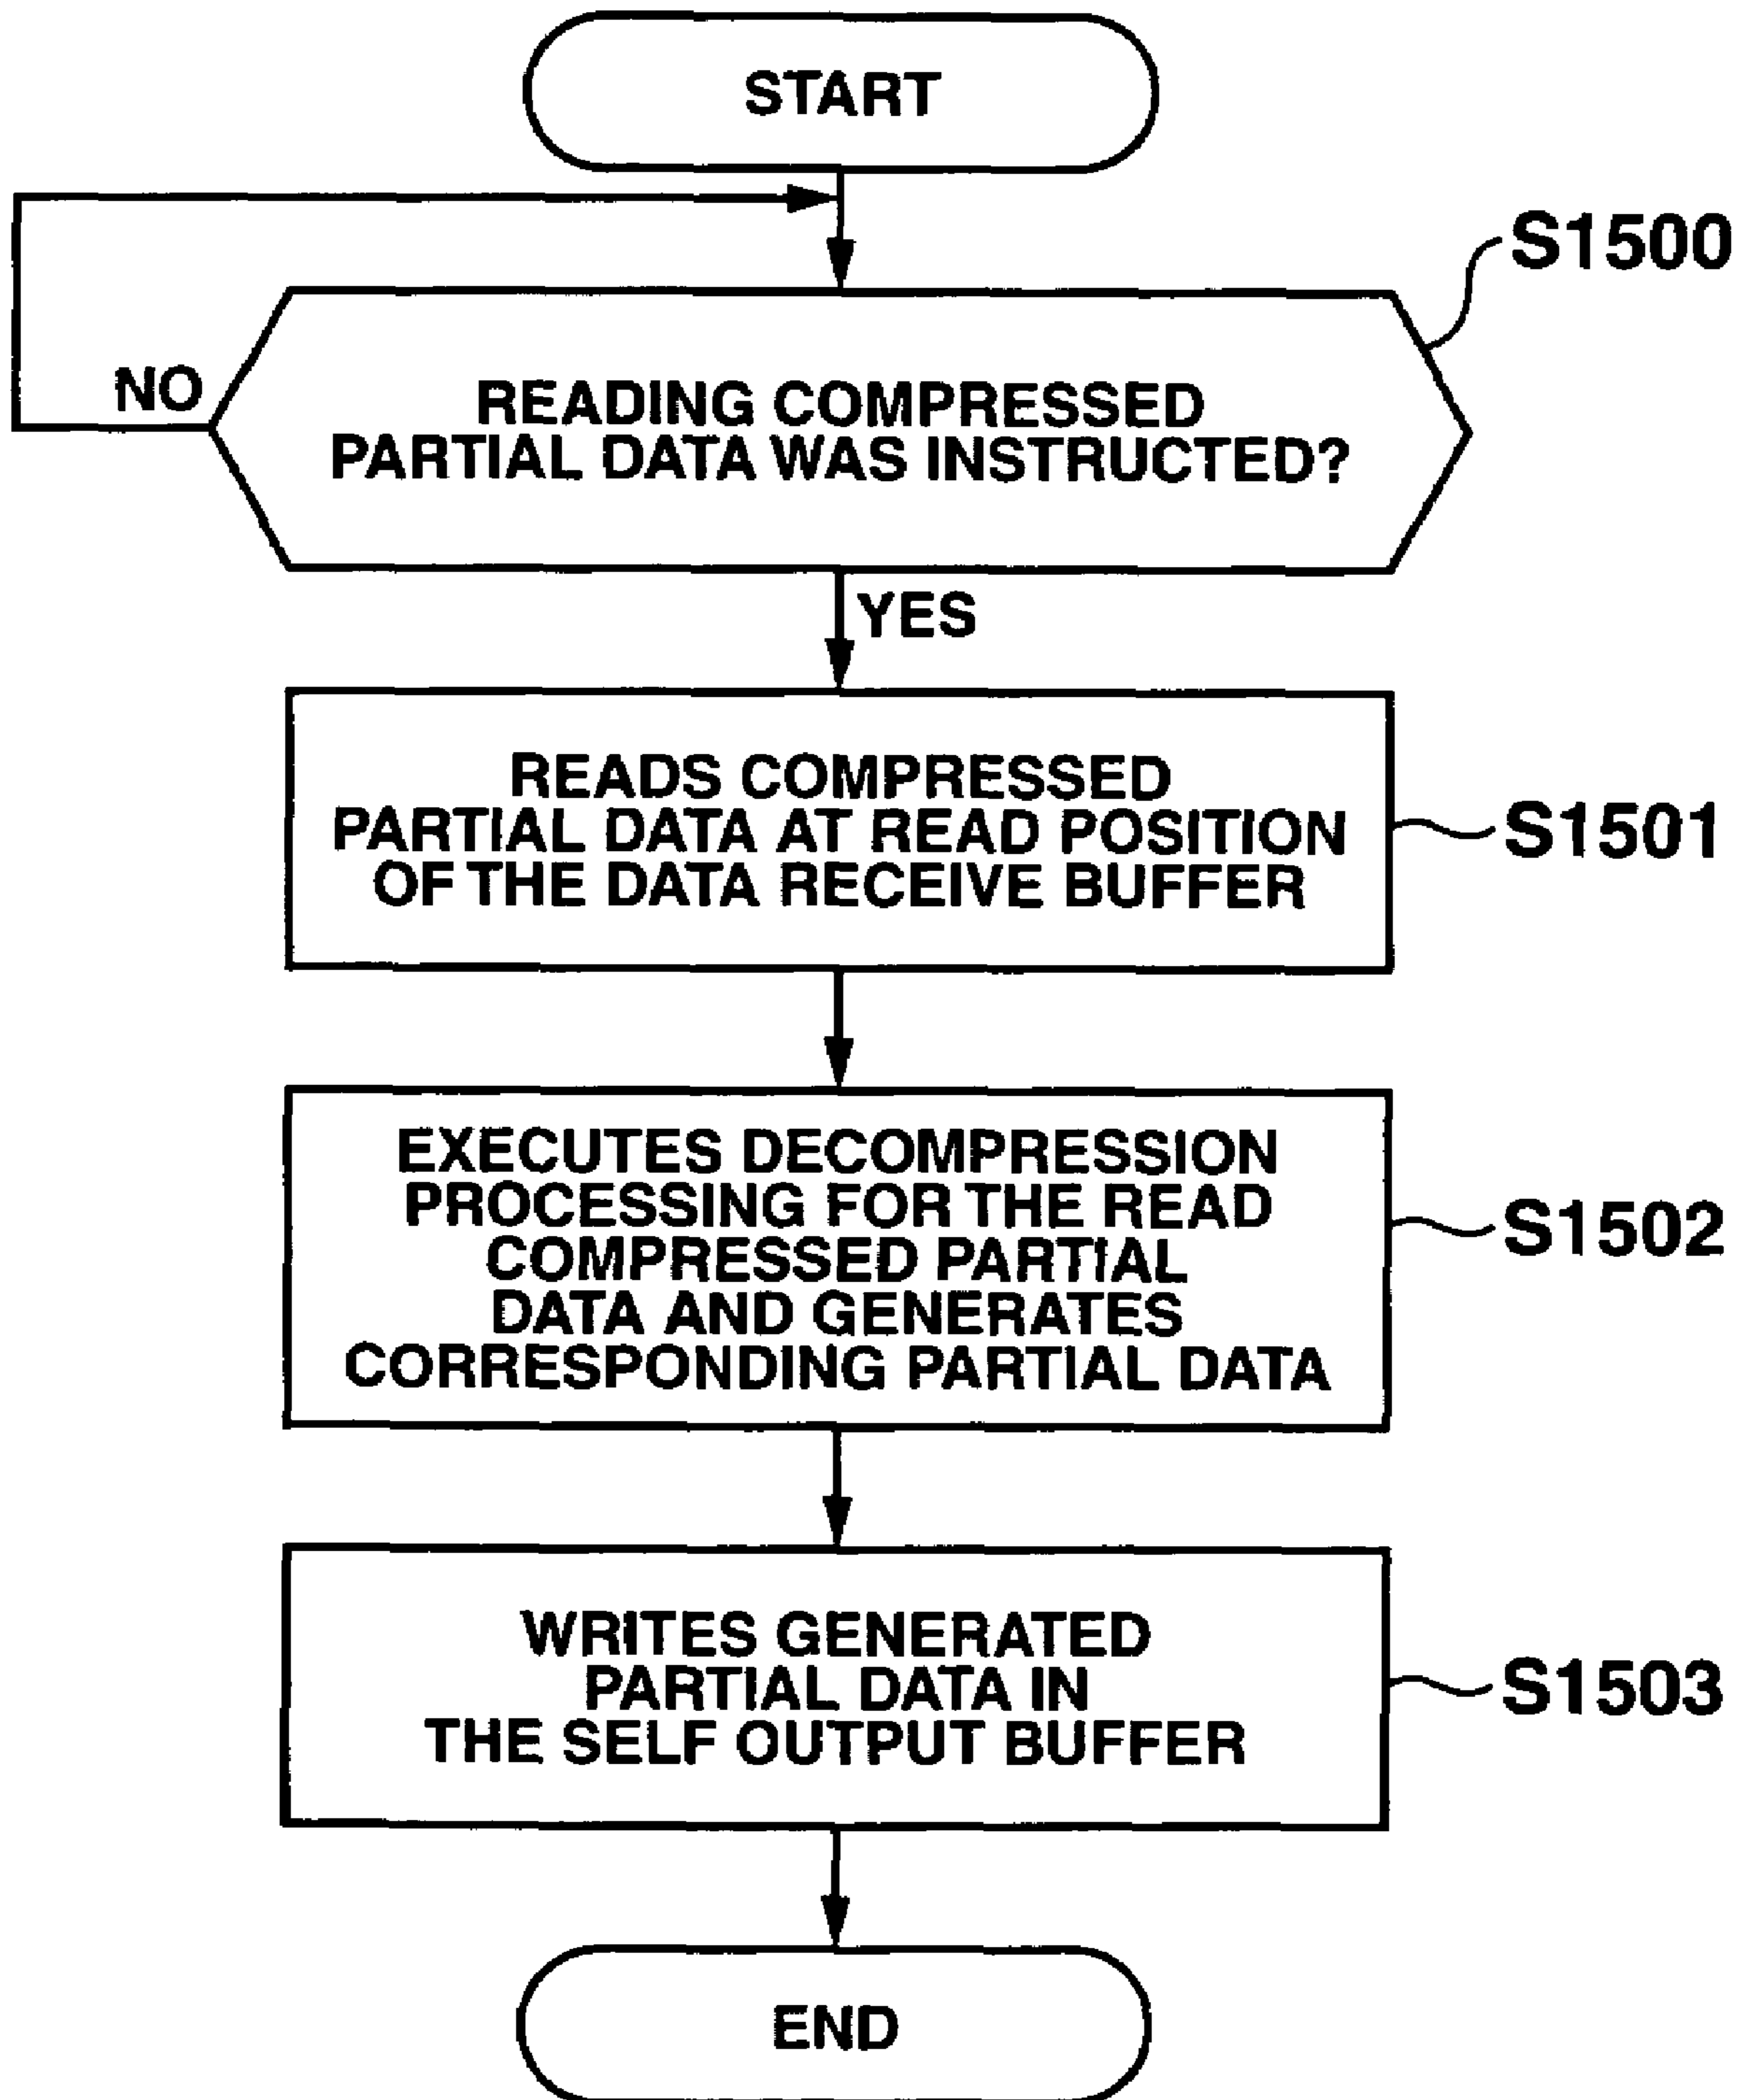 START
S1500
NO
READING COMPRESSED
PARTIAL DATA WAS INSTRUCTED?
YES
READS COMPRESSED
PARTIAL DATA AT READ POSITION
OF THE DATA RECEIVE BUFFER
S1501
EXECUTES DECOMPRESSION
PROCESSING FOR THE READ
COMPRESSED PARTIAL
DATA AND GENERATES
CORRESPONDING PARTIAL DATA
S1502
WRITES GENERATED
PARTIAL DATA IN
THE SELF OUTPUT BUFFER
S1503
END